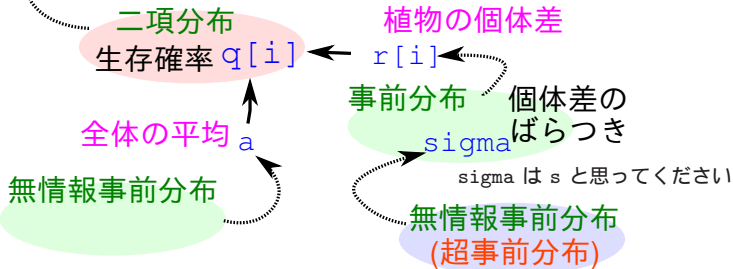 二項分布
植物の個体差
生存確率 q[i]
r[i]
事前分布
個体差の
ばらつき
全体の平均 a
sigma
sigma は s と思ってください
無情報事前分布
無情報事前分布
(超事前分布)